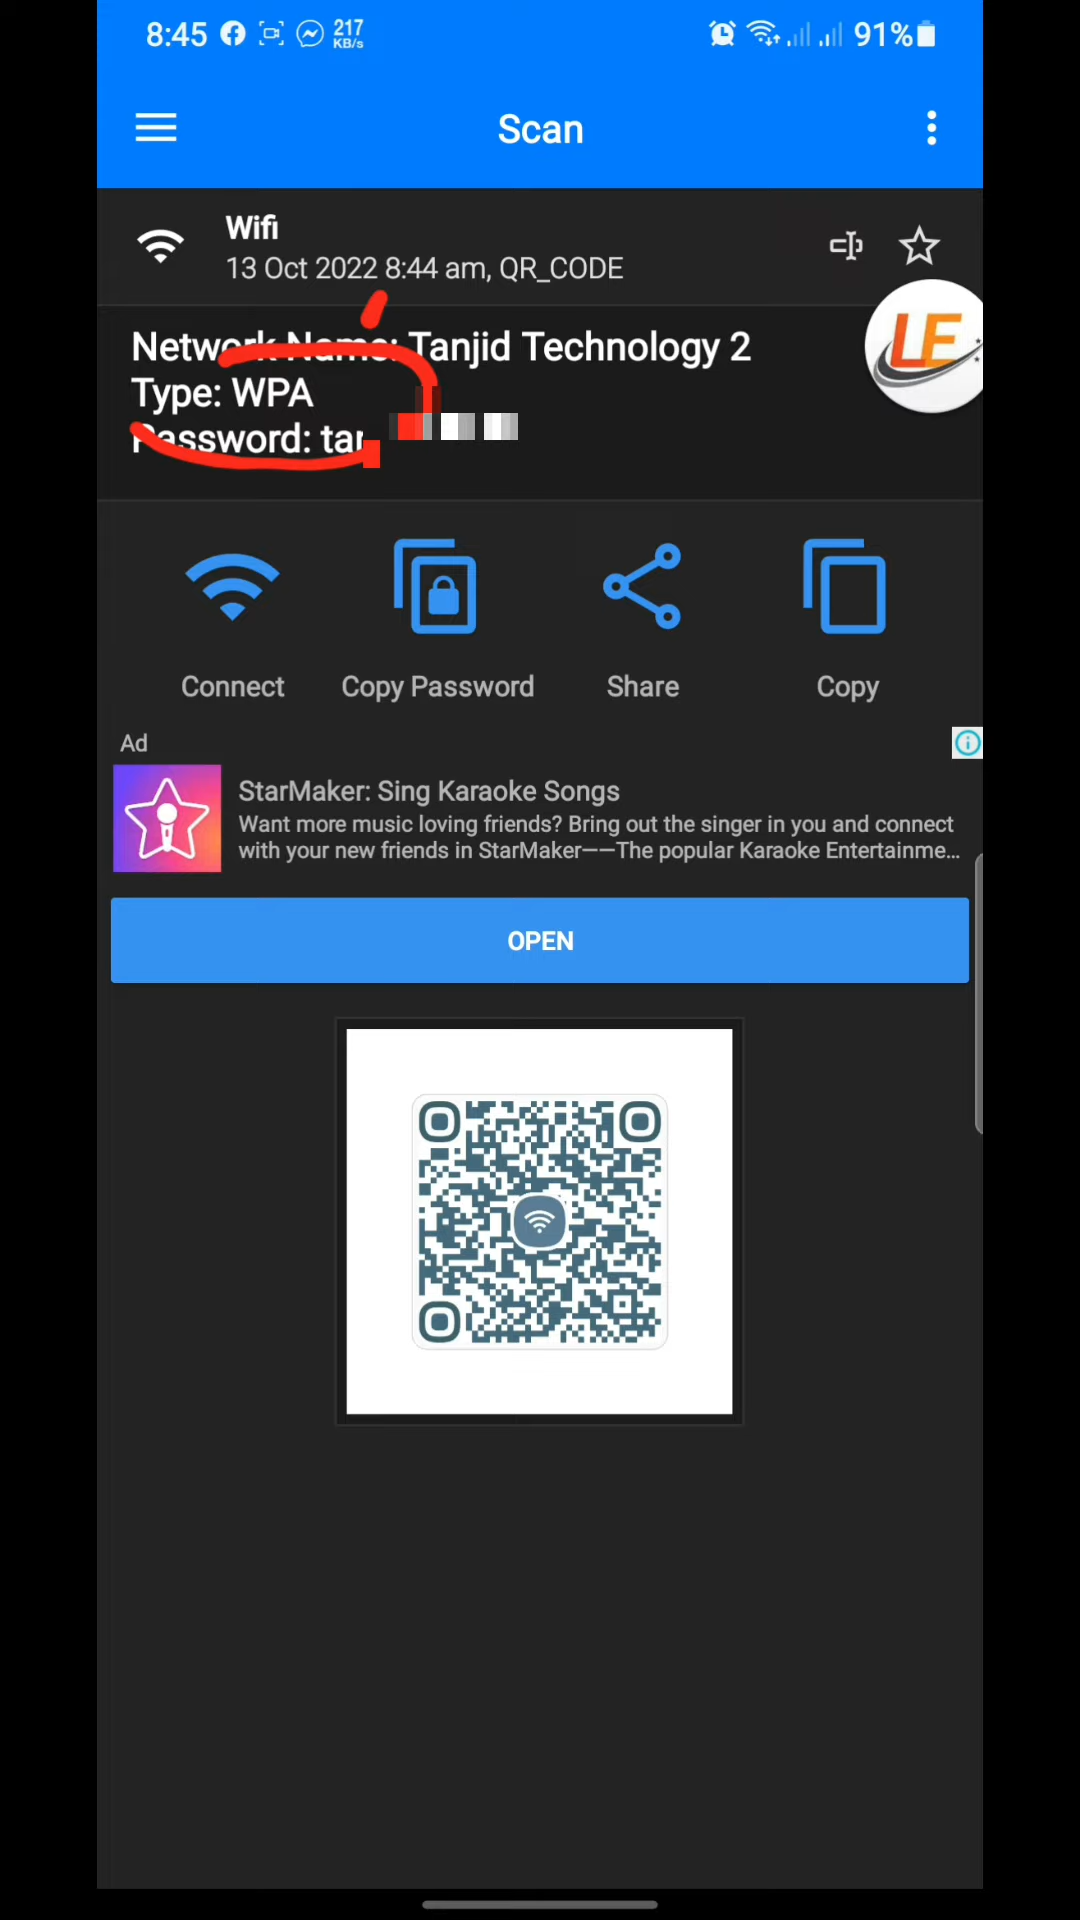 8:45 217 KB/s 91%
Scan
Wifi
13 Oct 2022 8:44 am, QR_CODE
LE
Network Name: Tanjid Technology 2
Type: WPA
Password:
Connect Copy Password Share Copy
Ad
StarMaker: Sing Karaoke Songs
Want more music loving friends? Bring out the singer in you and connect
with your new friends in StarMaker——The popular Karaoke Entertainme...
OPEN